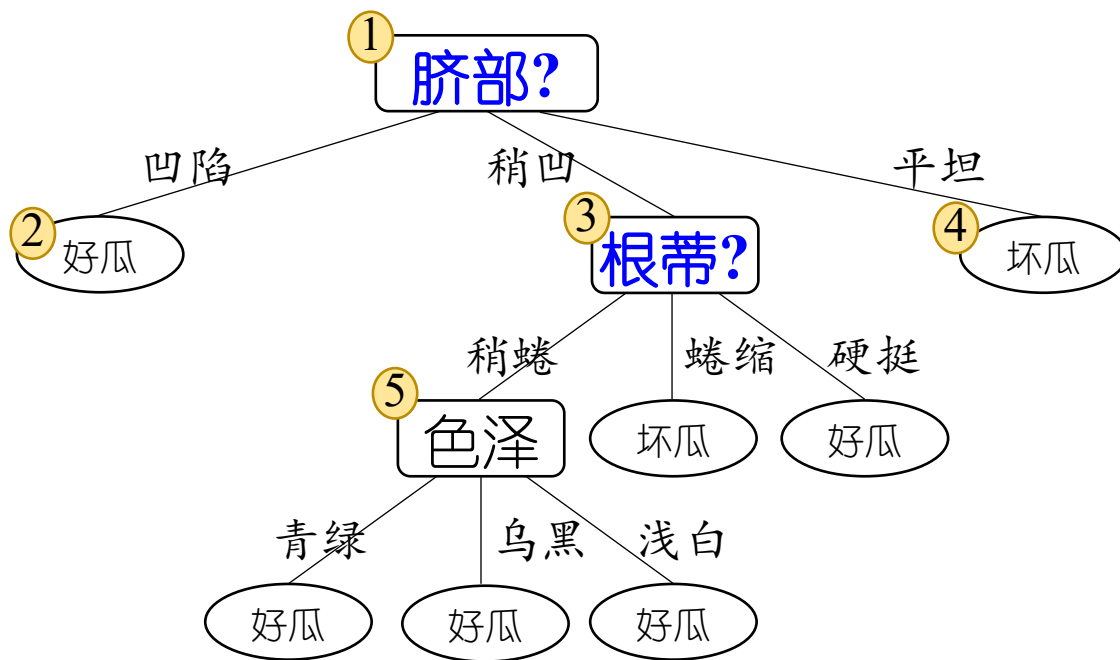 1
脐部?
凹陷
稍凹
平坦
2
好瓜
3
根蒂?
4
坏瓜
稍蜷
蜷缩
硬挺
5
色泽
坏瓜
好瓜
青绿
乌黑
浅白
好瓜
好瓜
好瓜